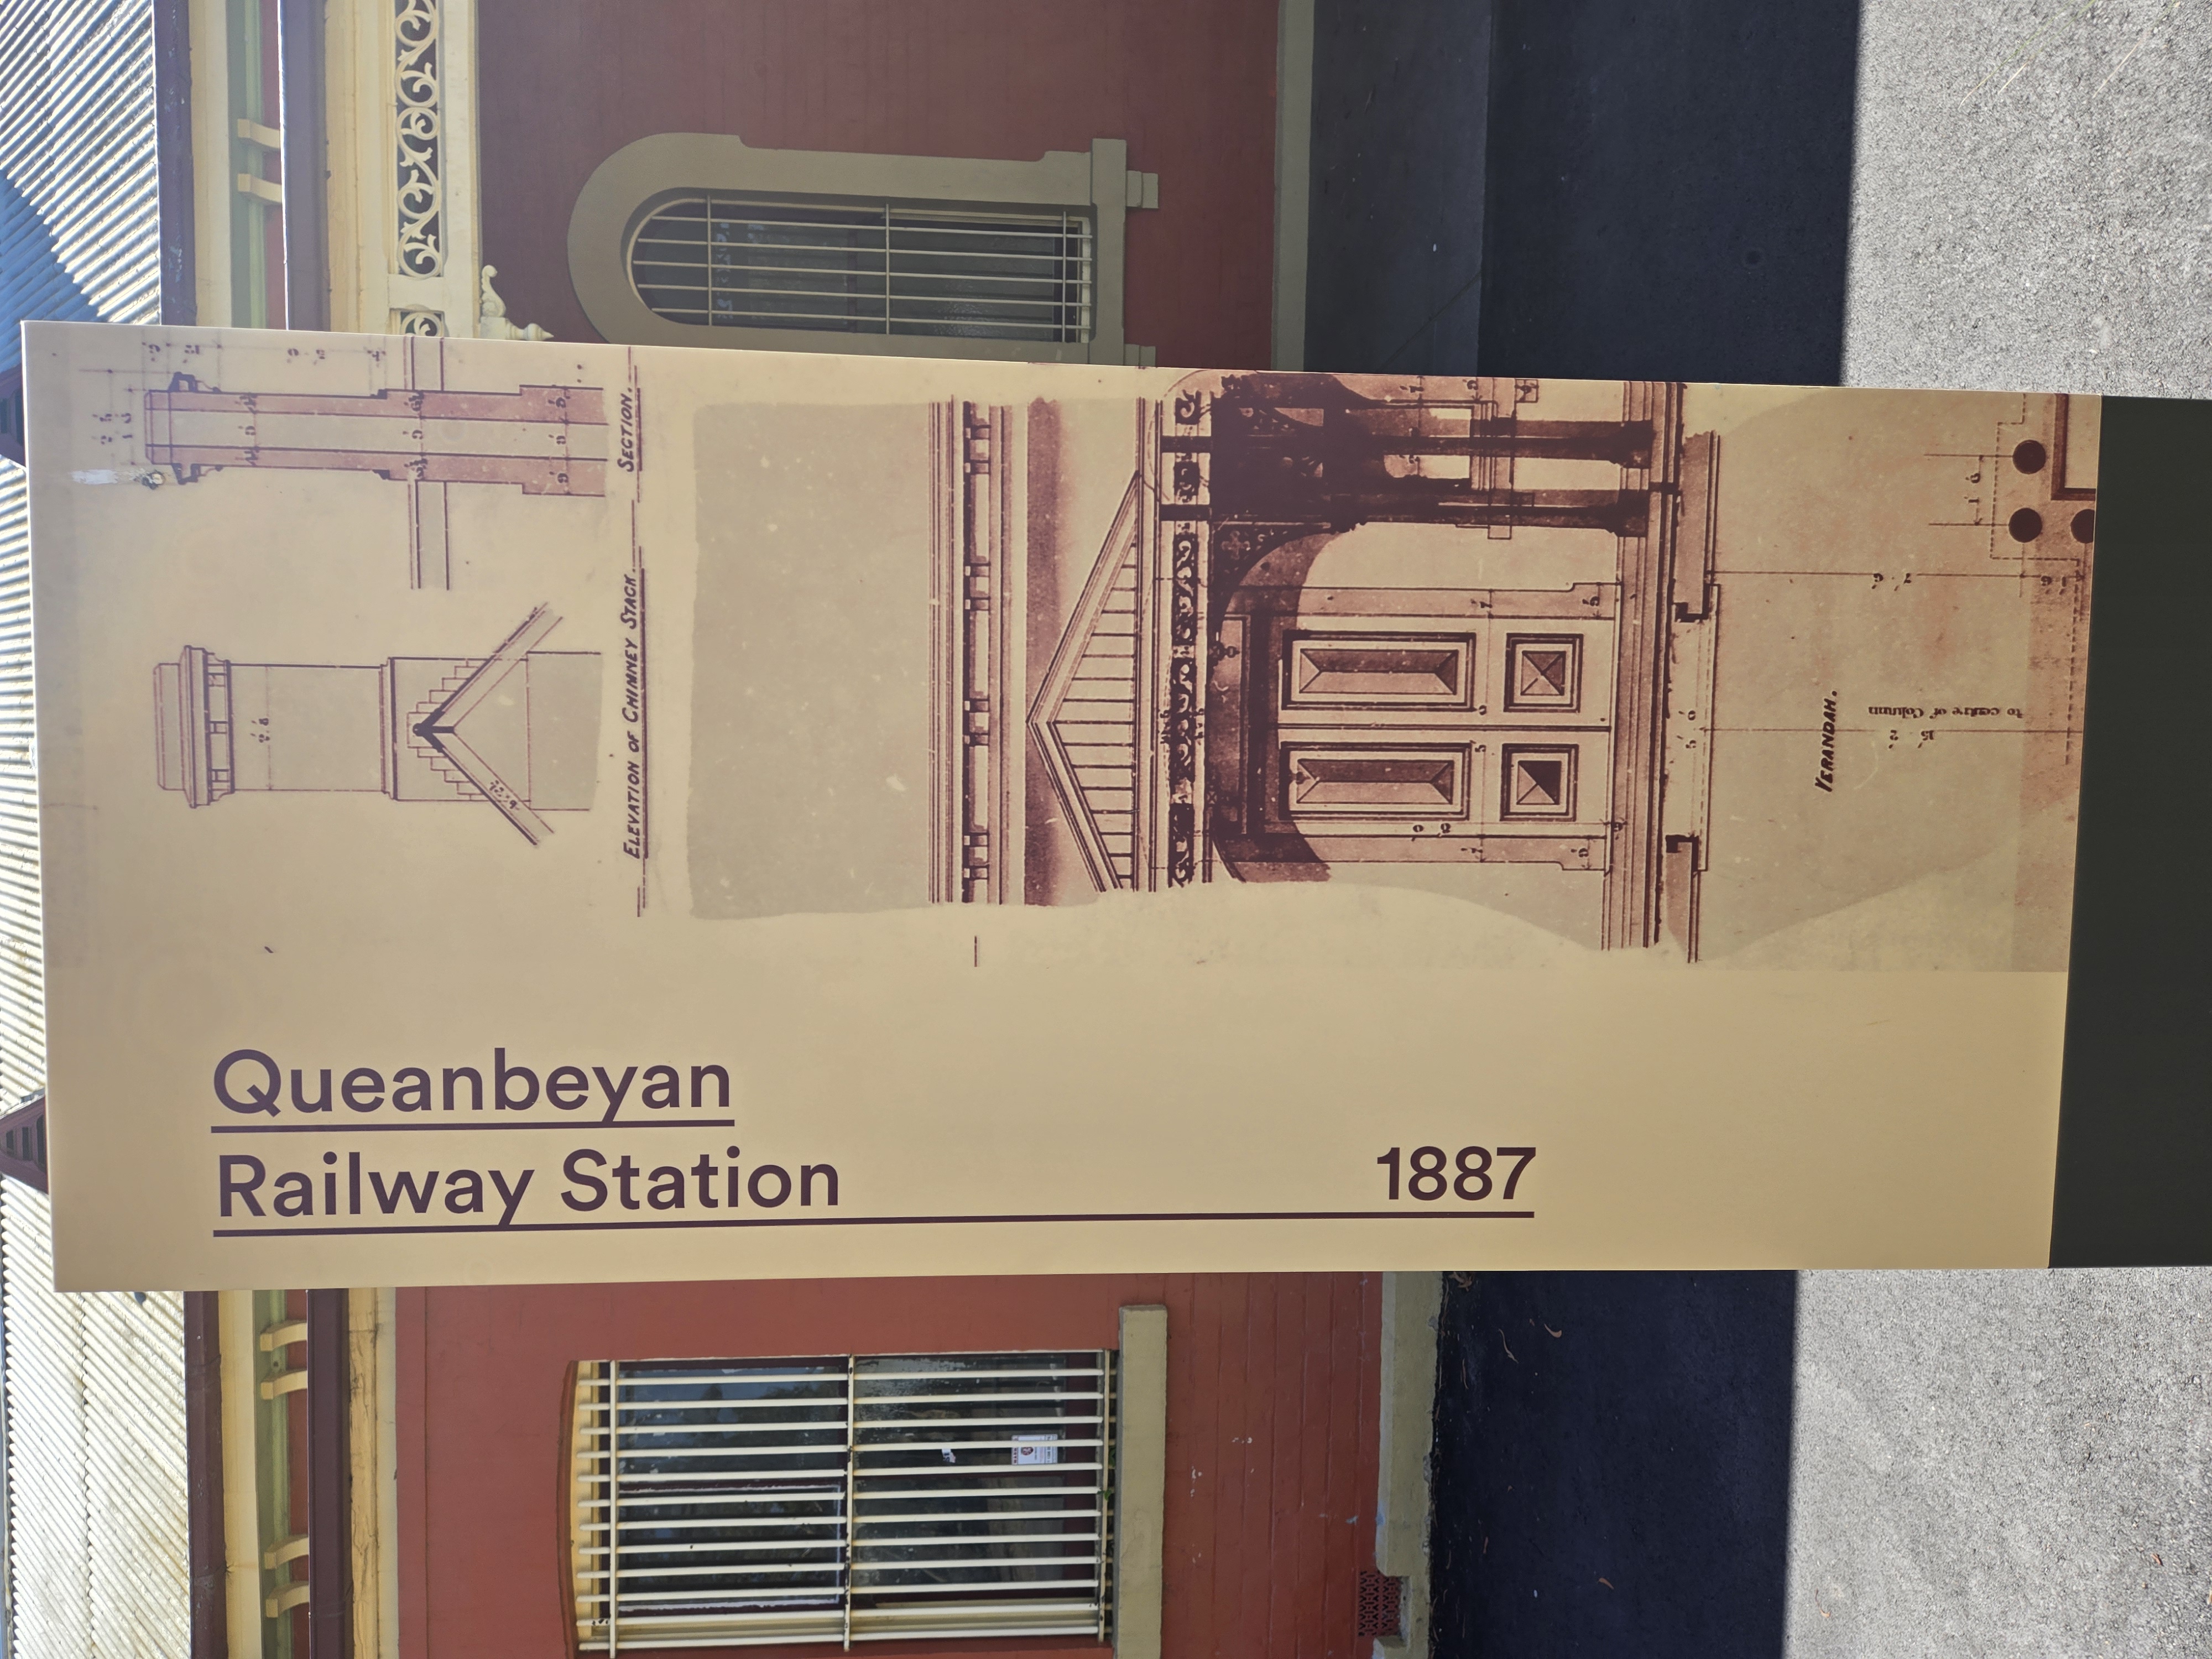 Queanbeyan
Railway Station 1887
ELEVATION OF CHIMNEY STACK.
SECTION.
VERANDAH.
to centre of Column